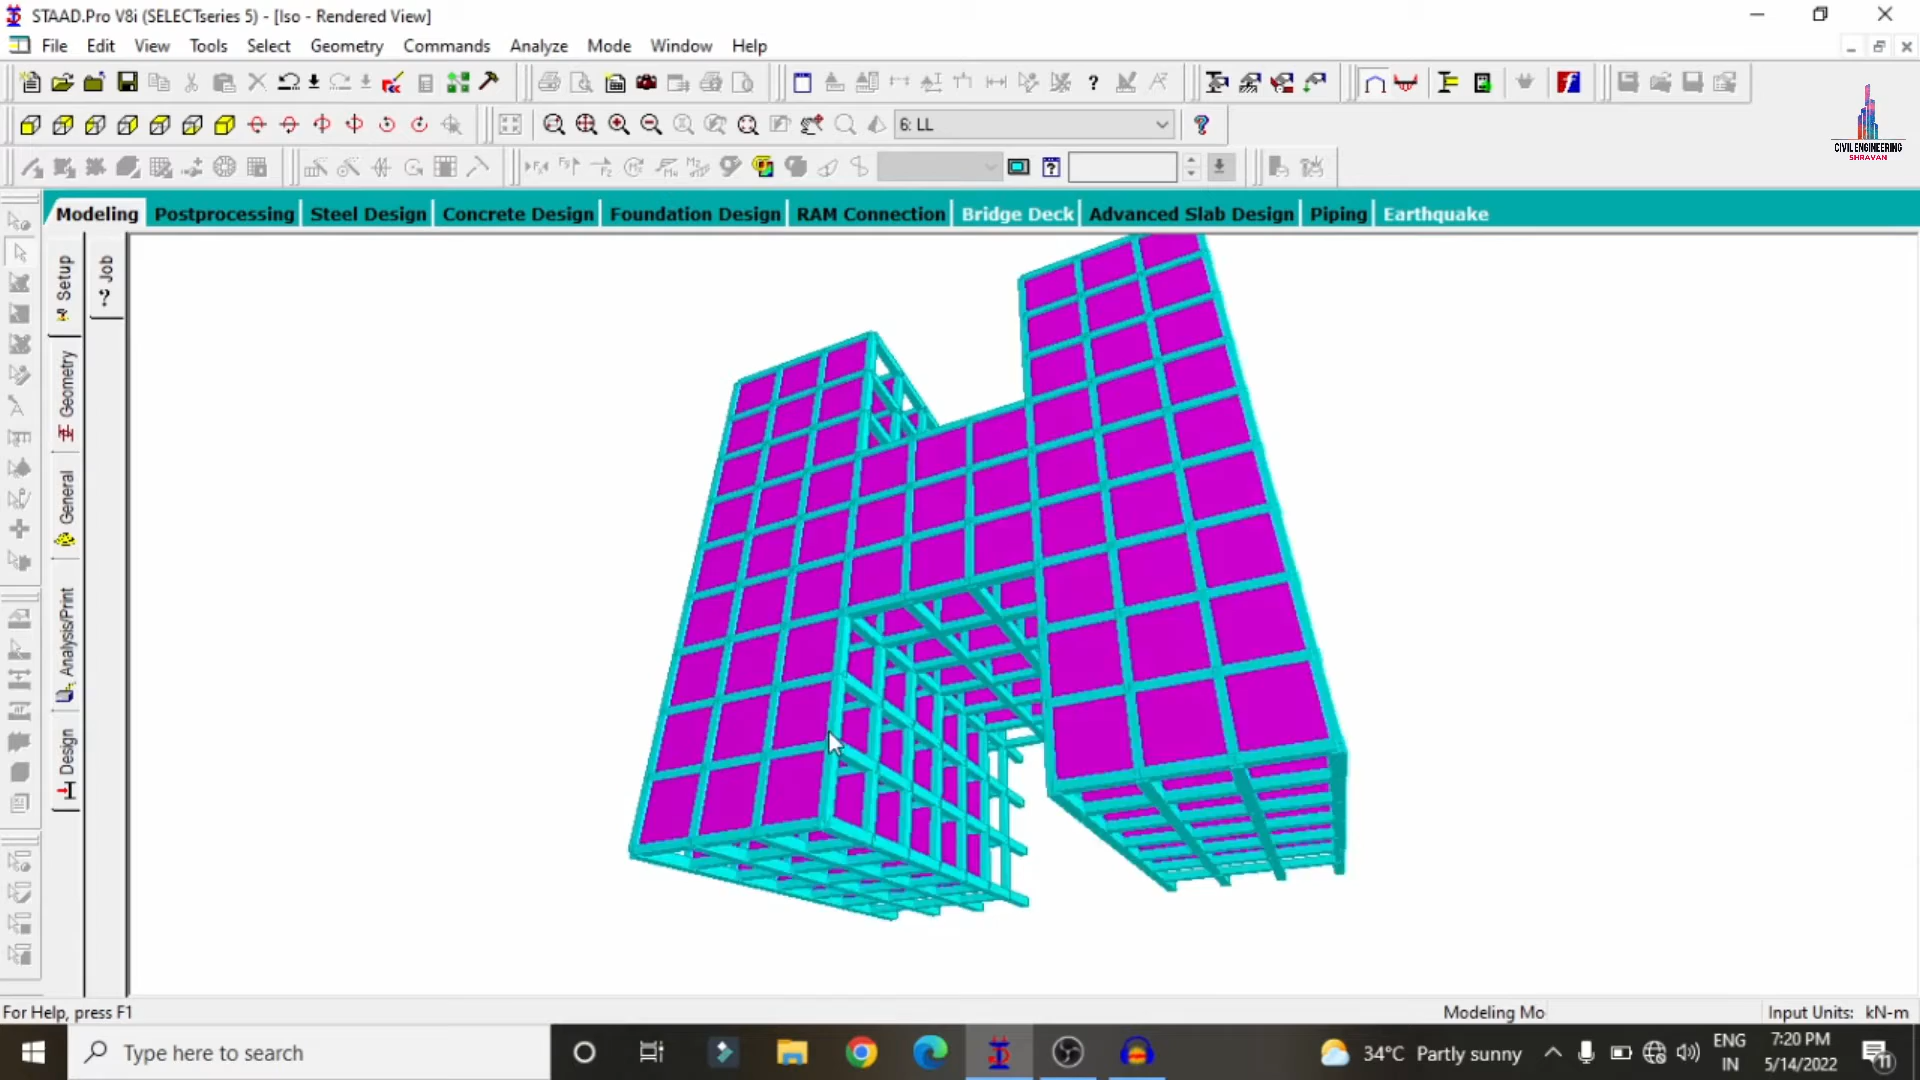 STAAD.Pro V8i (SELECTseries 5) - [Iso - Rendered View]
File Edit View Tools Select Geometry Commands Analyze Mode Window Help
6: LL
CIVIL ENGINEERING
SHRAVAN
Modeling Postprocessing Steel Design Concrete Design Foundation Design RAM Connection Bridge Deck Advanced Slab Design Piping Earthquake
Setup
Job
Geometry
General
Analysis/Print
Design
For Help, press F1
Modeling Mo
Input Units: kN-m
Type here to search
34°C Partly sunny
ENG
IN
7:20 PM
5/14/2022
11